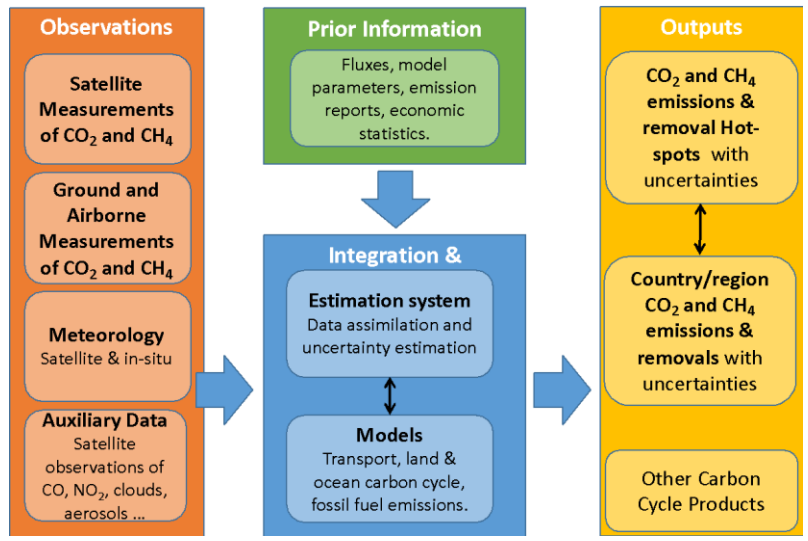 Observations
Satellite
Measurements
of CO₂ and CH₄
Ground and
Airborne
Measurements
of CO₂ and CH₄
Meteorology
Satellite & in-situ
Auxiliary Data
Satellite
observations of
CO, NO₂, clouds,
aerosols ...
Prior Information
Fluxes, model
parameters, emission
reports, economic
statistics.
Integration &
Estimation system
Data assimilation and
uncertainty estimation
Models
Transport, land &
ocean carbon cycle,
fossil fuel emissions.
Outputs
CO₂ and CH₄
emissions &
removal Hot-
spots with
uncertainties
Country/region
CO₂ and CH₄
emissions &
removals with
uncertainties
Other Carbon
Cycle Products